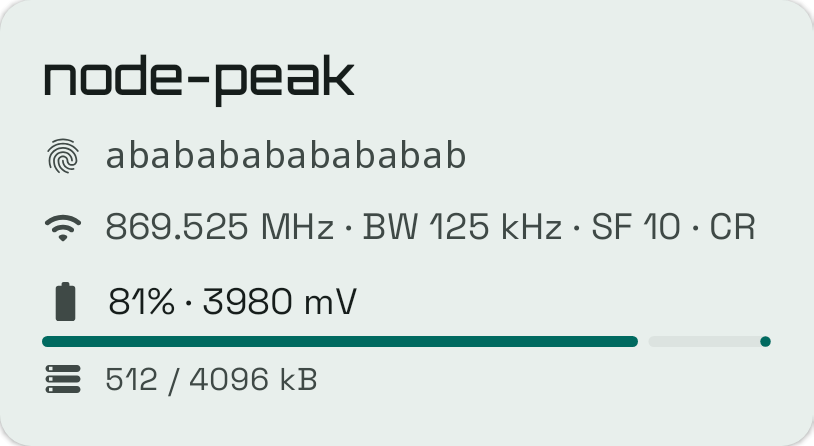 node-peak
abababababababab
869.525 MHz · BW 125 kHz · SF 10 · CR
81% · 3980 mV
512 / 4096 kB